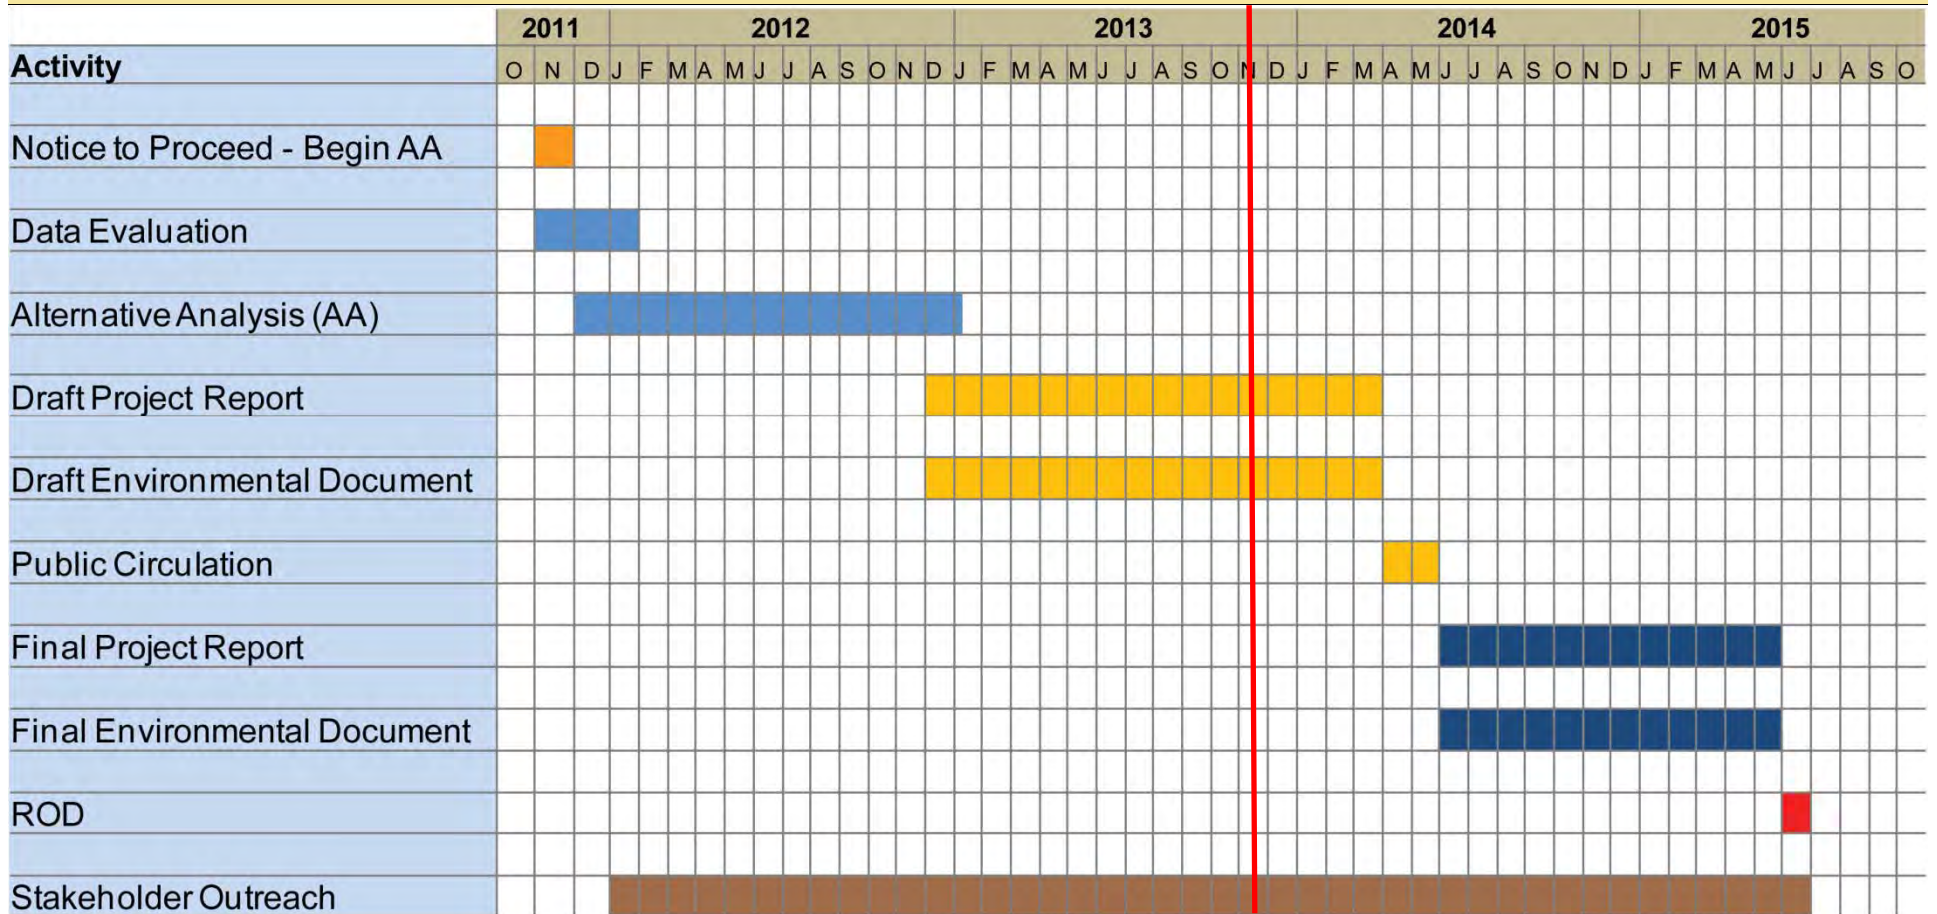 2011 2012 2013 2014 2015
Activity O N D J F M A M J J A S O N D J F M A M J J A S O N D J F M A M J J A S O N D J F M A M J J A S O
Notice to Proceed - Begin AA
Data Evaluation
Alternative Analysis (AA)
Draft Project Report
Draft Environmental Document
Public Circulation
Final Project Report
Final Environmental Document
ROD
Stakeholder Outreach